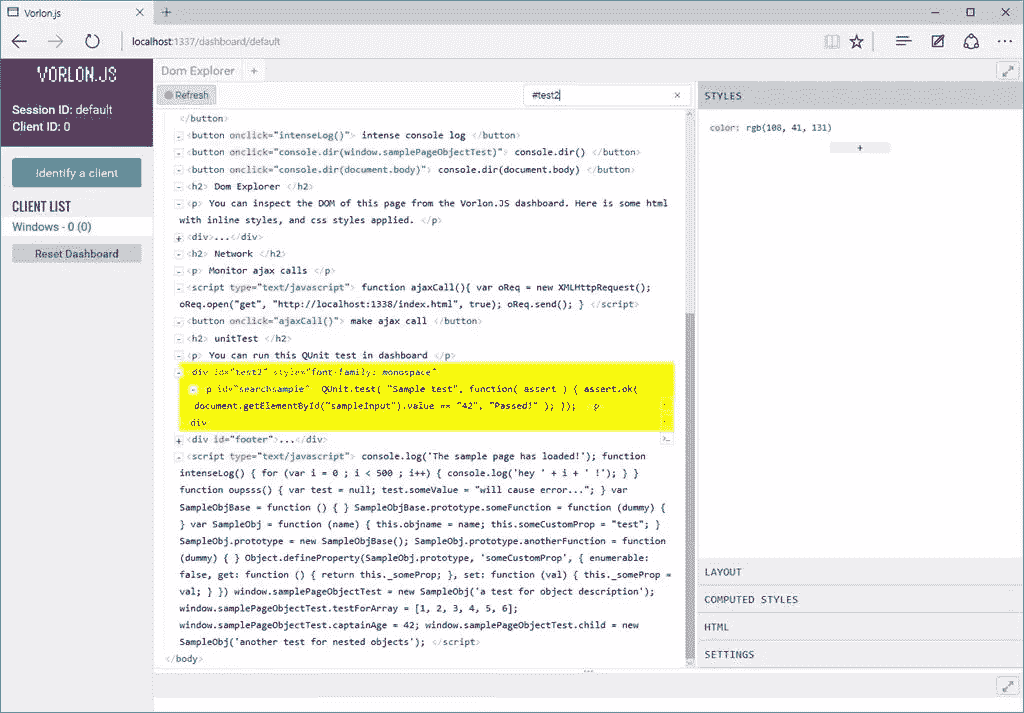 Vorlon.js
localhost:1337/dashboard/default
VORLON.JS
Session ID: default
Client ID: 0
Identify a client
CLIENT LIST
Windows - 0 (0)
Reset Dashboard
Dom Explorer +
Refresh
#test2
</button>
<button onclick="intenseLog()"> intense console log </button>
<button onclick="console.dir(window.samplePageObjectTest)"> console.dir() </button>
<button onclick="console.dir(document.body)"> console.dir(document.body) </button>
<h2> Dom Explorer </h2>
<p> You can inspect the DOM of this page from the Vorlon.JS dashboard. Here is some html
with inline styles, and css styles applied. </p>
<div>...</div>
<h2> Network </h2>
<p> Monitor ajax calls </p>
<script type="text/javascript"> function ajaxCall(){ var oReq = new XMLHttpRequest();
oReq.open("get", "http://localhost:1338/index.html", true); oReq.send(); } </script>
<button onclick="ajaxCall()"> make ajax call </button>
<h2> unitTest </h2>
<p> You can run this QUnit test in dashboard </p>
div id="test2" style="font-family: monospace"
p id="searchsample" QUnit.test( "Sample test", function( assert ) { assert.ok(
document.getElementById("sampleInput").value == "42", "Passed!" ); }); p
div
<div id="footer">...</div>
<script type="text/javascript"> console.log('The sample page has loaded!'); function
intenseLog() { for (var i = 0 ; i < 500 ; i++) { console.log('hey ' + i + ' !'); } }
function oupsss() { var test = null; test.someValue = "will cause error..."; } var
SampleObjBase = function () { } SampleObjBase.prototype.someFunction = function (dummy) {
} var SampleObj = function (name) { this.objname = name; this.someCustomProp = "test"; }
SampleObj.prototype = new SampleObjBase(); SampleObj.prototype.anotherFunction = function
(dummy) { } Object.defineProperty(SampleObj.prototype, 'someCustomProp', { enumerable:
false, get: function () { return this._someProp; }, set: function (val) { this._someProp =
val; } }) window.samplePageObjectTest = new SampleObj('a test for object description');
window.samplePageObjectTest.testForArray = [1, 2, 3, 4, 5, 6];
window.samplePageObjectTest.captainAge = 42; window.samplePageObjectTest.child = new
SampleObj('another test for nested objects'); </script>
</body>
STYLES
color: rgb(108, 41, 131)
+
LAYOUT
COMPUTED STYLES
HTML
SETTINGS